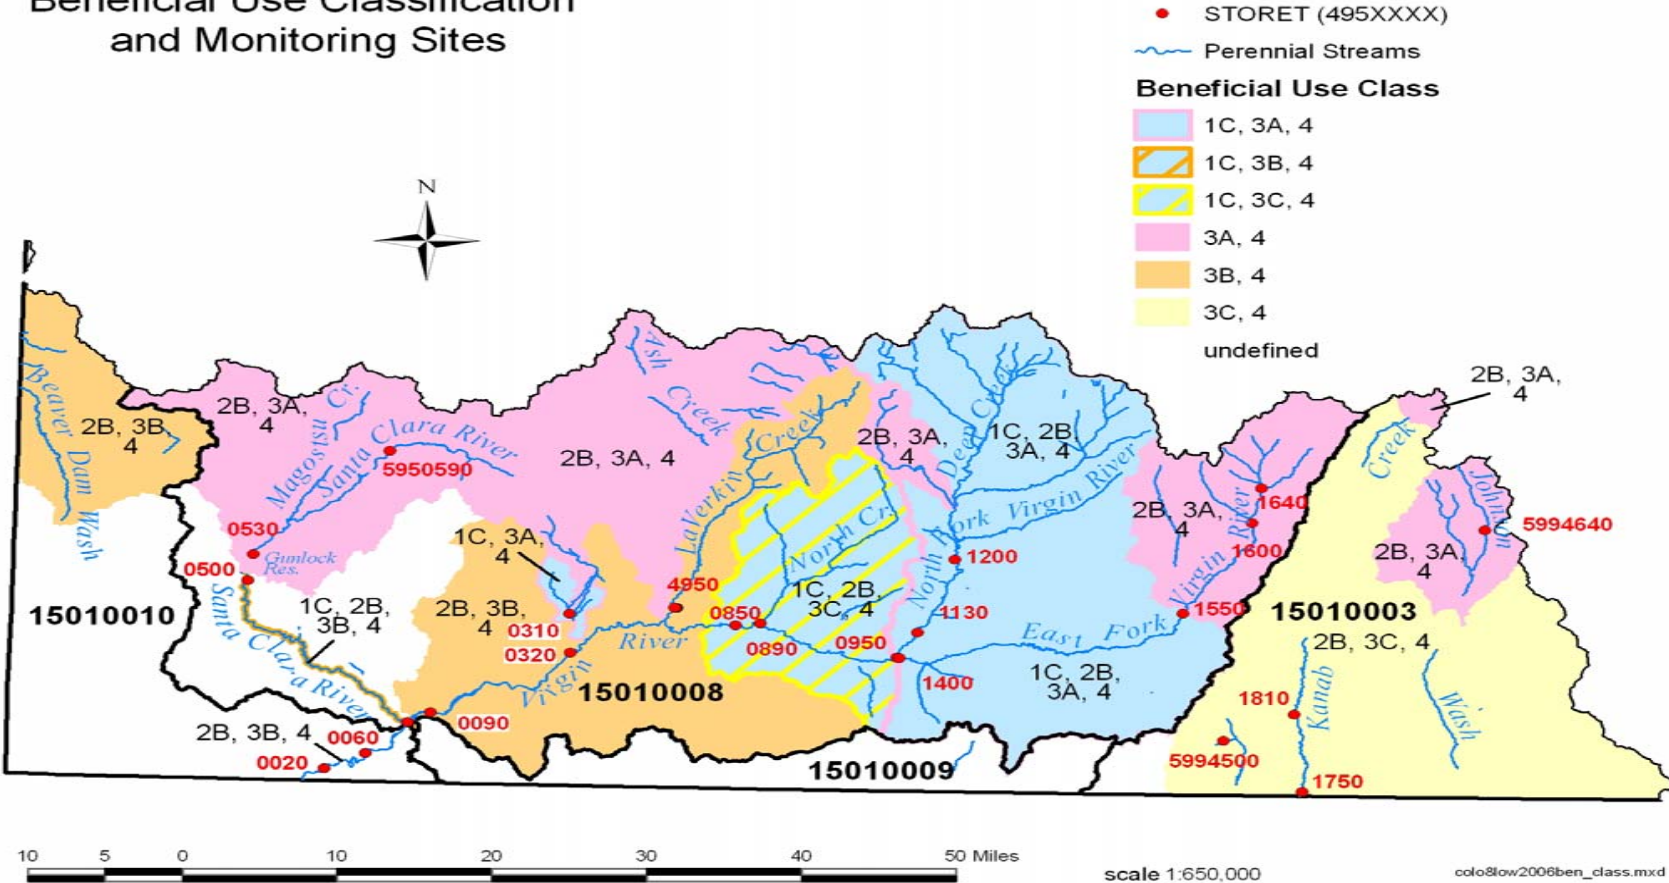 Beneficial Use Classification
and Monitoring Sites
STORET (495XXXX)
Perennial Streams
Beneficial Use Class
1C, 3A, 4
1C, 3B, 4
1C, 3C, 4
3A, 4
3B, 4
3C, 4
undefined
N
Beaver Dam Wash
2B, 3B,
4
2B, 3A,
4
Magosisu Cr.
Santa Clara River
5950590
0530
Gunlock
Res.
0500
15010010
Santa Clara River
1C, 2B,
3B, 4
2B, 3B, 4
0060
0020
0090
2B, 3A, 4
Ash Creek
1C, 3A,
4
2B, 3B,
4
0310
0320
Virgin River
15010008
LaVerkin Creek
4950
0850
0890
North Cr.
1C, 2B,
3C, 4
0950
2B, 3A,
4
Deep Creek
1C, 2B,
3A, 4
North Fork Virgin River
1200
1130
1400
East Fork Virgin River
1C, 2B,
3A, 4
15010009
2B, 3A,
4
1640
1600
1550
15010003
2B, 3C, 4
2B, 3A,
4
Creek
Johnson
Wash
5994640
2B, 3A,
4
1810
Kanab
5994500
1750
10 5 0 10 20 30 40 50 Miles
scale 1:650,000
colo8low2006ben_class.mxd